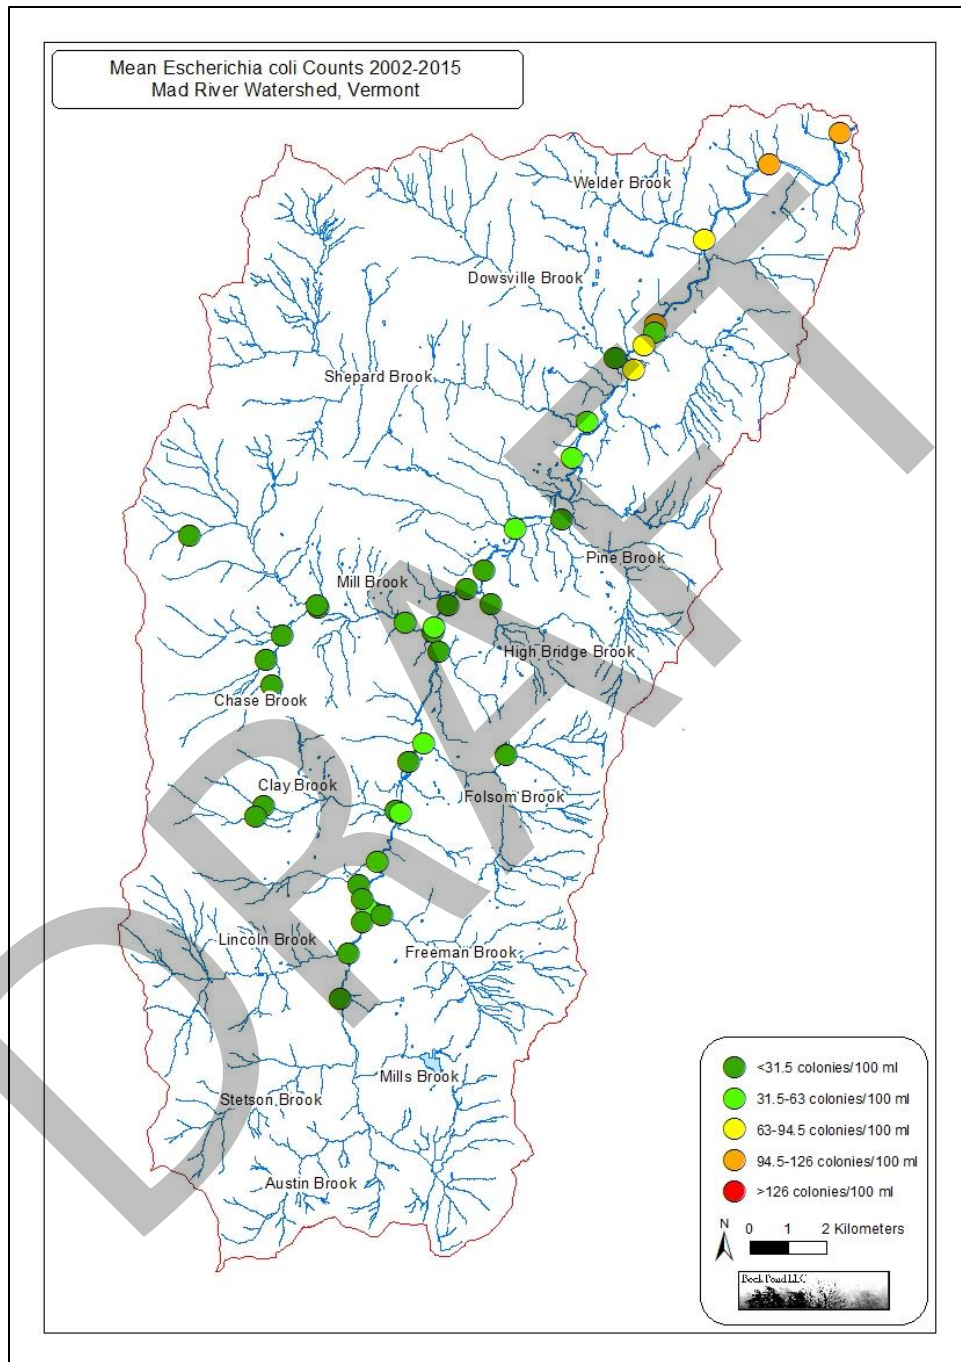 Mean Escherichia coli Counts 2002-2015
Mad River Watershed, Vermont
Welder Brook
Dowsville Brook
Shepard Brook
Pine Brook
Mill Brook
High Bridge Brook
Chase Brook
Clay Brook
Folsom Brook
Lincoln Brook
Freeman Brook
Mills Brook
Stetson Brook
Austin Brook
DRAFT
<31.5 colonies/100 ml
31.5-63 colonies/100 ml
63-94.5 colonies/100 ml
94.5-126 colonies/100 ml
>126 colonies/100 ml
N
0 1 2 Kilometers
Beck Pond LLC